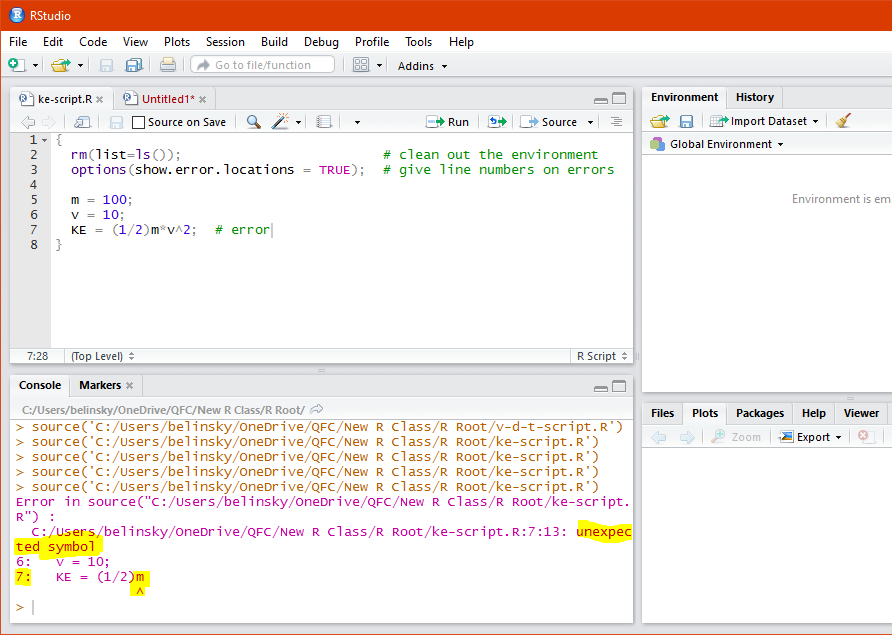 RStudio
File Edit Code View Plots Session Build Debug Profile Tools Help
Go to file/function Addins
ke-script.R Untitled1*
Source on Save Run Source
1 {
2 rm(list=ls()); # clean out the environment
3 options(show.error.locations = TRUE); # give line numbers on errors
4
5 m = 100;
6 v = 10;
7 KE = (1/2)m*v^2; # error
8 }
7:28 (Top Level) R Script
Console Markers
C:/Users/belinsky/OneDrive/QFC/New R Class/R Root/
> source('C:/Users/belinsky/OneDrive/QFC/New R Class/R Root/v-d-t-script.R')
> source('C:/Users/belinsky/OneDrive/QFC/New R Class/R Root/ke-script.R')
> source('C:/Users/belinsky/OneDrive/QFC/New R Class/R Root/ke-script.R')
> source('C:/Users/belinsky/OneDrive/QFC/New R Class/R Root/ke-script.R')
> source('C:/Users/belinsky/OneDrive/QFC/New R Class/R Root/ke-script.R')
Error in source("C:/Users/belinsky/OneDrive/QFC/New R Class/R Root/ke-script.
R") :
C:/Users/belinsky/OneDrive/QFC/New R Class/R Root/ke-script.R:7:13: unexpec
ted symbol
6: v = 10;
7: KE = (1/2)m
^
>
Environment History
Import Dataset
Global Environment
Environment is em
Files Plots Packages Help Viewer
Zoom Export